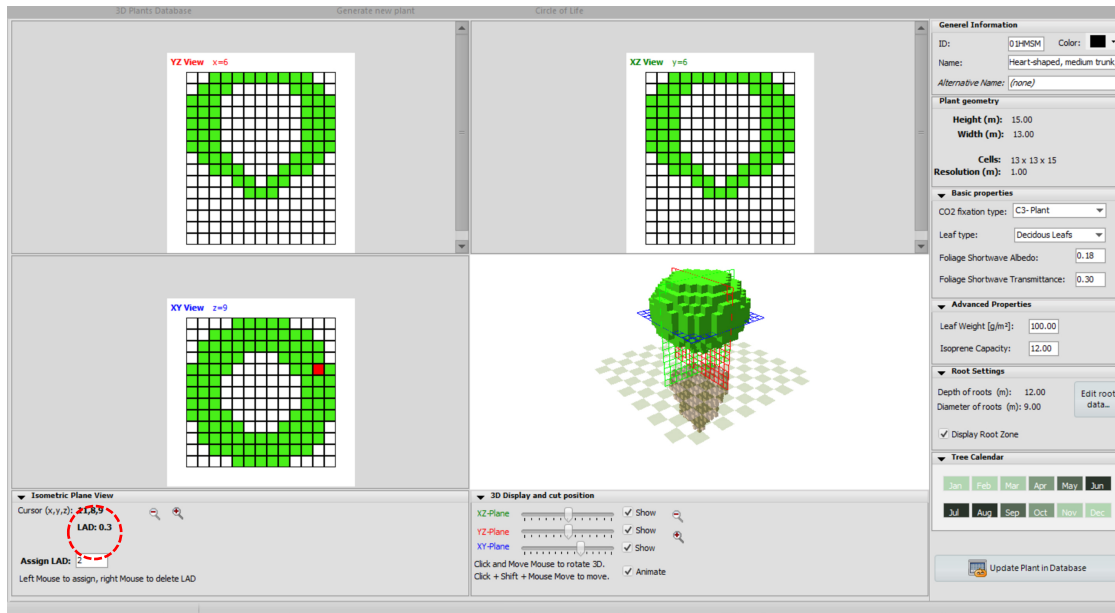 3D Plants Database Generate new plant Circle of Life
YZ View x=6
XZ View y=6
XY View z=9
Isometric Plane View
Cursor (x,y,z): 11,8,9
LAD: 0.3
Assign LAD: 2
Left Mouse to assign, right Mouse to delete LAD
3D Display and cut position
XZ-Plane Show
YZ-Plane Show
XY-Plane Show
Click and Move Mouse to rotate 3D.
Click + Shift + Mouse Move to move. Animate
General Information
ID: 01HMSM Color:
Name: Heart-shaped, medium trunk
Alternative Name: (none)
Plant geometry
Height (m): 15.00
Width (m): 13.00
Cells: 13 x 13 x 15
Resolution (m): 1.00
Basic properties
CO2 fixation type: C3-Plant
Leaf type: Decidous Leafs
Foliage Shortwave Albedo: 0.18
Foliage Shortwave Transmittance: 0.30
Advanced Properties
Leaf Weight [g/m²]: 100.00
Isoprene Capacity: 12.00
Root Settings
Depth of roots (m): 12.00
Diameter of roots (m): 9.00
Edit root
data...
Display Root Zone
Tree Calendar
Jan Feb Mar Apr May Jun
Jul Aug Sep Oct Nov Dec
Update Plant in Database